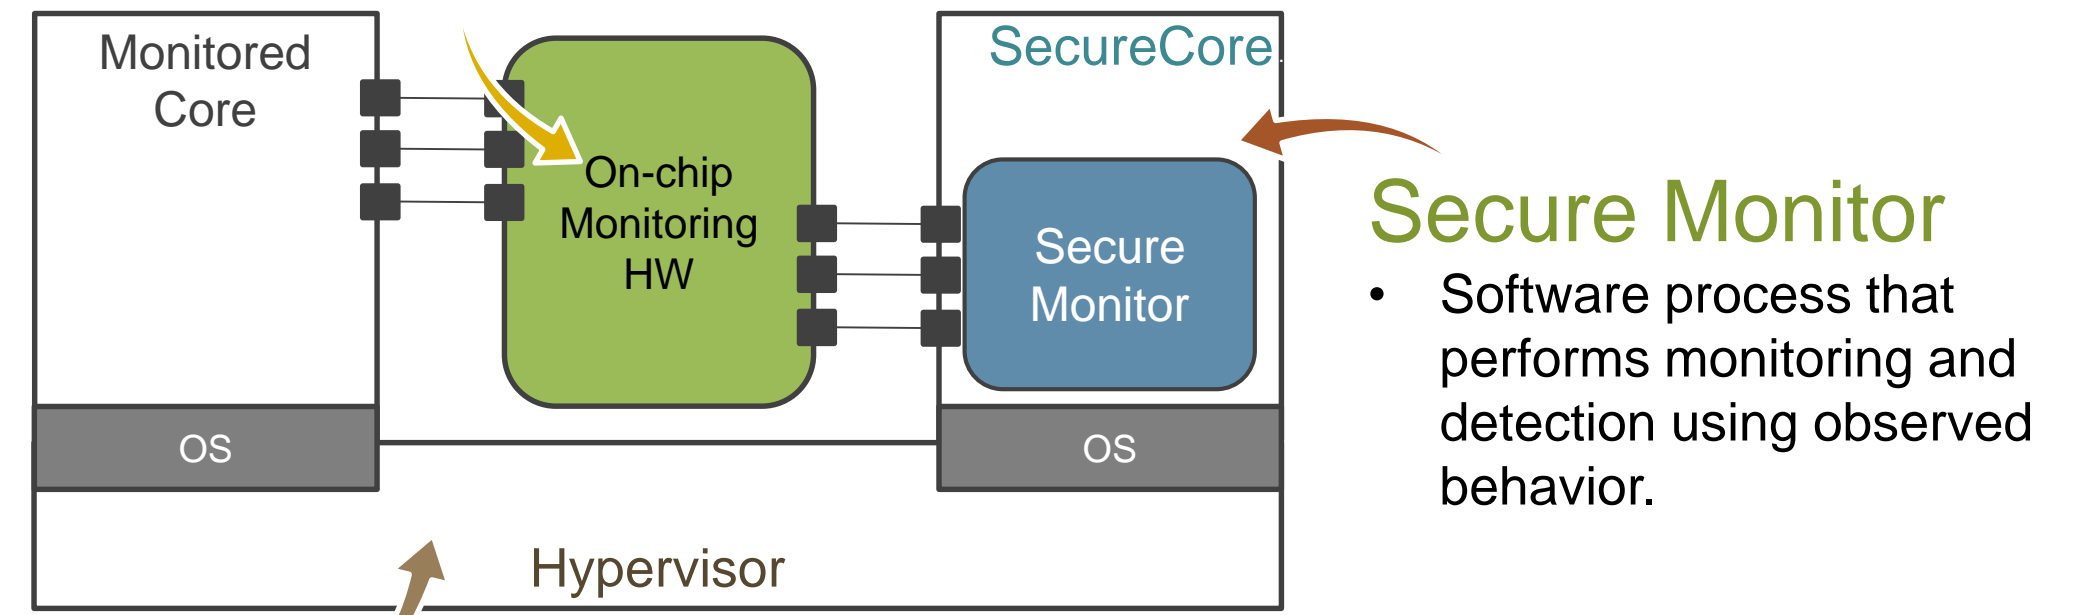 Monitored
Core
On-chip
Monitoring
HW
SecureCore
Secure
Monitor
OS
OS
Hypervisor
Secure Monitor
• Software process that
performs monitoring and
detection using observed
behavior.